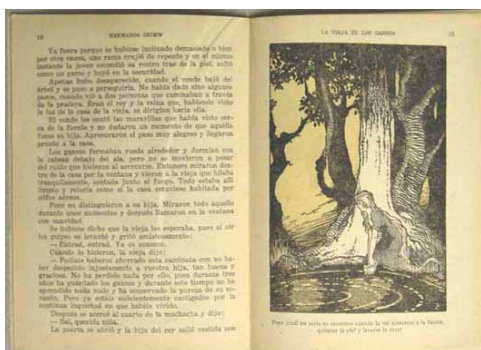 18
HERMANOS GRIMM
Ya fuera porque se hubiese inclinado demasiado o bien
por otra causa, una rama crujió de repente y en el mismo
instante la joven escondió su rostro tras de la piel, saltó
como un gamo y huyó en la oscuridad.
Apenas hubo desaparecido, cuando el conde bajó del
árbol y se puso a perseguirla. No había dado sino algunos
pasos, cuando vió a dos personas que caminaban a través
de la pradera. Eran el rey y la reina que, habiendo visto
la luz de la casa de la vieja, se dirigían hacia ella.
El conde les contó las maravillas que había visto cer-
ca de la fuente y no dudaron un momento de que aquélla
fuese su hija. Apresuraron el paso muy alegres y llegaron
pronto a la casa.
Los gansos formaban rueda alrededor y dormían con
la cabeza debajo del ala, pero no se movieron a pesar
del ruido que hicieron al acercarse. Entonces miraron den-
tro de la casa por la ventana y vieron a la vieja que hilaba
tranquilamente, sentada junto al fuego. Todo estaba allí
limpio y relucía como si la casa estuviese habitada por
silfos aéreos.
Pero no distinguieron a su hija. Miraron todo aquello
durante unos momentos y después llamaron en la ventana
con suavidad.
Se hubiese dicho que la vieja les esperaba, pues al oír
los golpes se levantó y gritó amistosamente:
— Entrad, entrad. Ya os conozco.
Cuando lo hicieron, la vieja dijo:
— Podíais haberos ahorrado esta caminata con no ha-
ber despedido injustamente a vuestra hija, tan buena y
graciosa. No ha perdido nada por ello, pues durante tres
años ha guardado los gansos y durante este tiempo no ha
aprendido nada malo y ha conservado la pureza de su co-
razón. Pero ya estáis suficientemente castigados por la
continua inquietud en que habéis vivido.
Después se acercó al cuarto de la muchacha y dijo:
— Sal, querida niña.
La puerta se abrió y la hija del rey salió vestida con
LA VIEJA DE LOS GANSOS
Pero ¡cuál no sería su asombro cuando la vió acercarse a la fuente,
quitarse la piel y lavarse la cara!